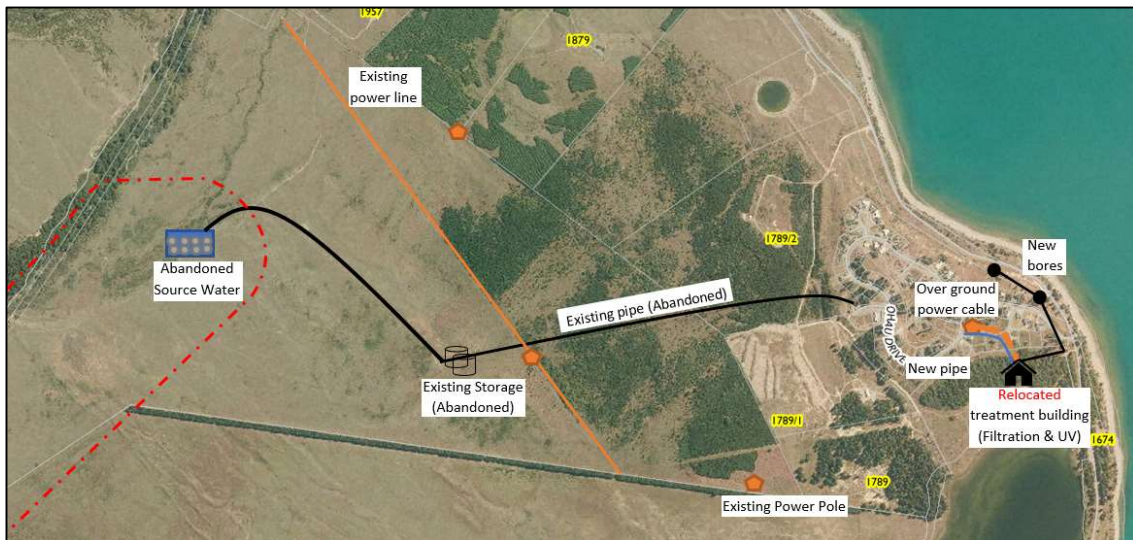 1957
1879
Existing
power line
1789/2
New
bores
Abandoned
Source Water
Over ground
power cable
Existing pipe (Abandoned)
OHAU DRIVE
New pipe
Existing Storage
(Abandoned)
Relocated
treatment building
(Filtration & UV)
1789/1
1674
1789
Existing Power Pole